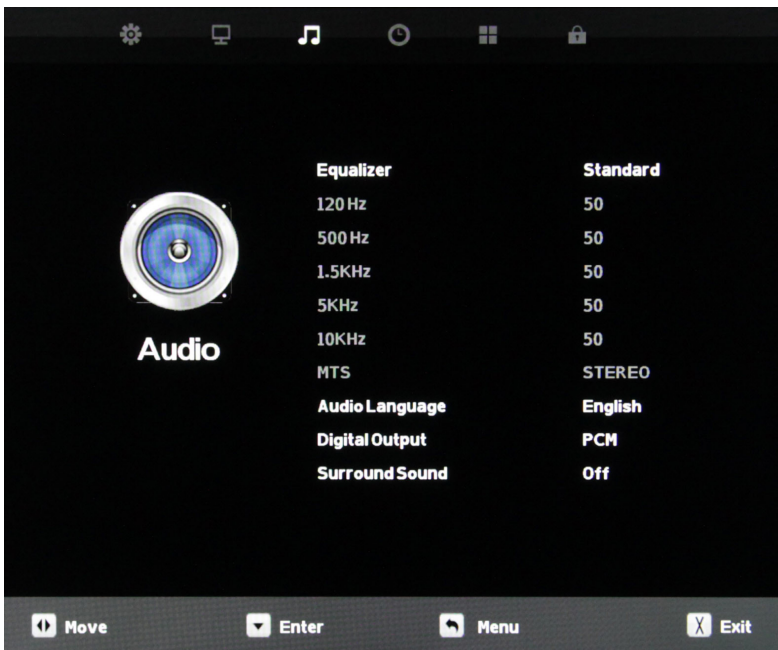 Equalizer Standard
120 Hz 50
500 Hz 50
1.5KHz 50
5KHz 50
10KHz 50
Audio
MTS STEREO
Audio Language English
Digital Output PCM
Surround Sound Off
Move Enter Menu X Exit